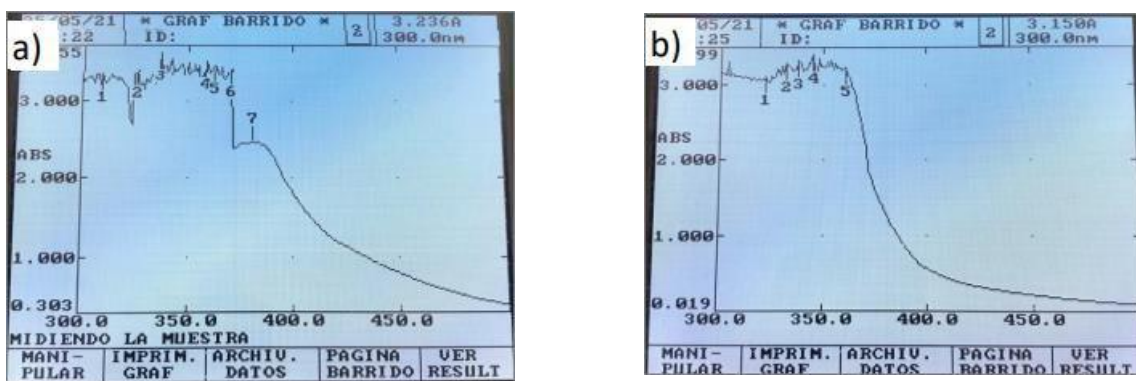 a)
05/05/21 * GRAF BARRIDO * 2 3.236A
:22 ID: 300.0nm
55
3.000
ABS
2.000
1.000
0.303
1 2 3 4 5 6 7
300.0 350.0 400.0 450.0
MIDIENDO LA MUESTRA
MANI- IMPRIM. ARCHIV. PAGINA VER
PULAR GRAF DATOS BARRIDO RESULT
b)
05/21 * GRAF BARRIDO * 2 3.150A
:25 ID: 300.0nm
99
3.000
ABS
2.000
1.000
0.019
1 2 3 4 5
300.0 350.0 400.0 450.0
MANI- IMPRIM. ARCHIV. PAGINA VER
PULAR GRAF DATOS BARRIDO RESULT